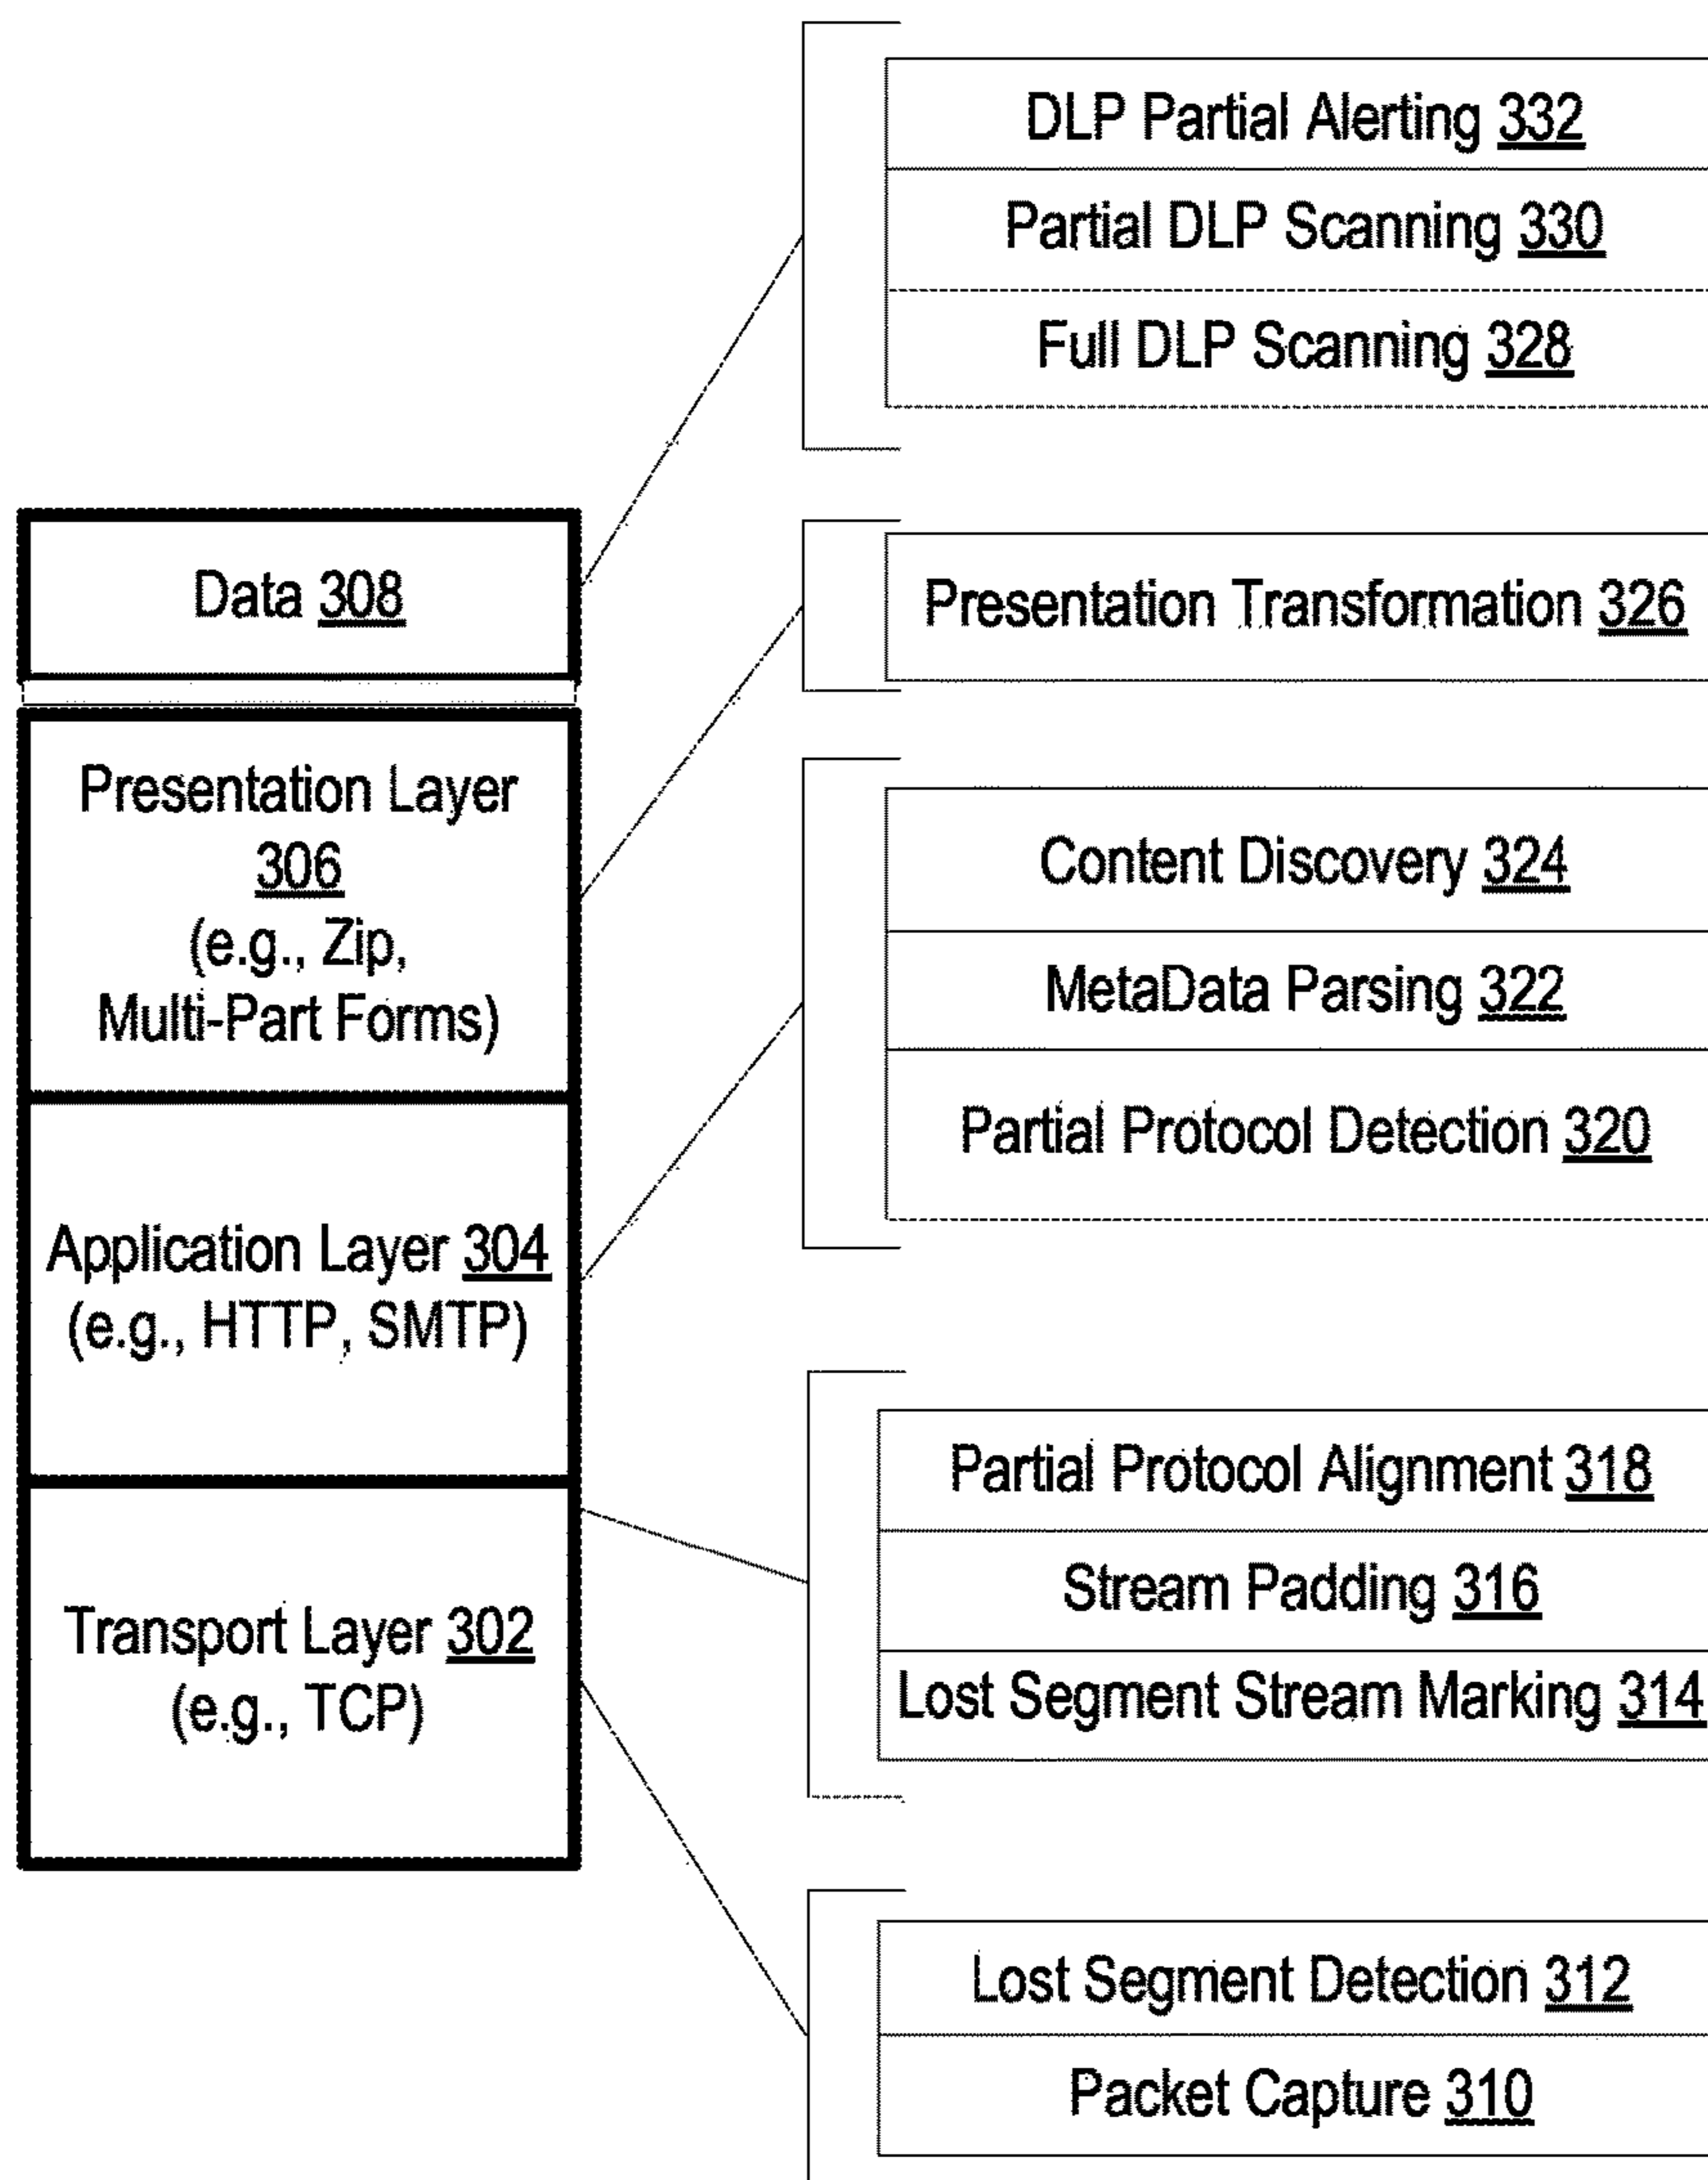 DLP Partial Alerting 332
Partial DLP Scanning 330
Full DLP Scanning 328
Data 308
Presentation Transformation 326
Presentation Layer
306
(e.g., Zip,
Multi-Part Forms)
Content Discovery 324
MetaData Parsing 322
Partial Protocol Detection 320
Application Layer 304
(e.g., HTTP, SMTP)
Partial Protocol Alignment 318
Stream Padding 316
Lost Segment Stream Marking 314
Transport Layer 302
(e.g., TCP)
Lost Segment Detection 312
Packet Capture 310